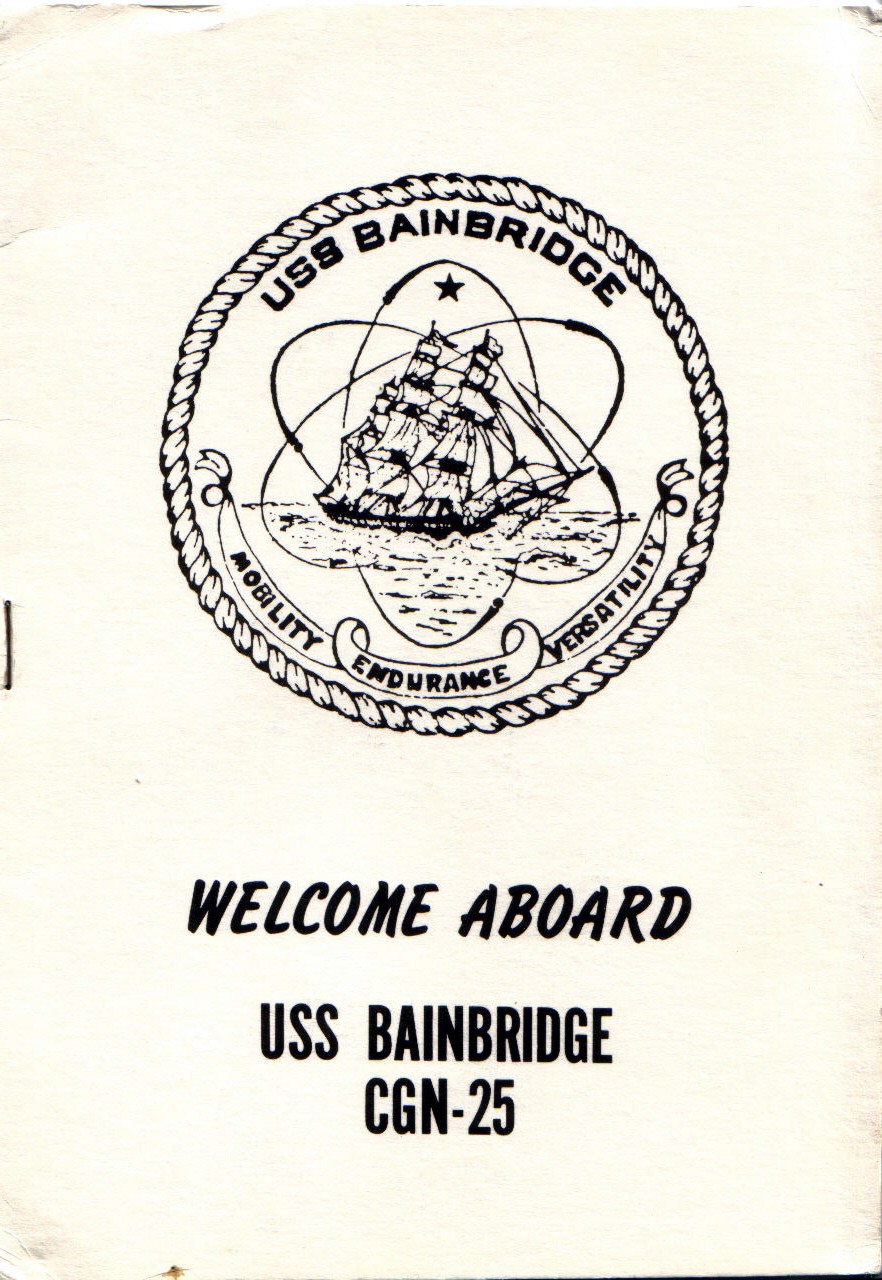 USS BAINBRIDGE
MOBILITY
ENDURANCE
VERSATILITY
WELCOME ABOARD
USS BAINBRIDGE
CGN-25